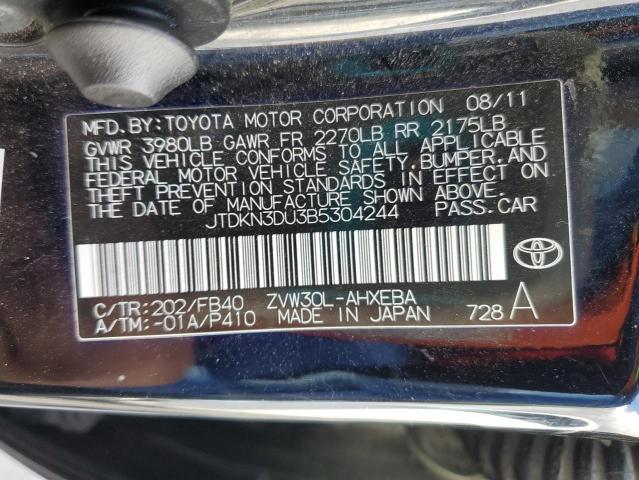 MFD. BY: TOYOTA MOTOR CORPORATION 08/11
GVWR 3980LB GAWR FR 2270LB RR 2175LB
THIS VEHICLE CONFORMS TO ALL APPLICABLE
FEDERAL MOTOR VEHICLE SAFETY, BUMPER, AND
THEFT PREVENTION STANDARDS IN EFFECT ON
THE DATE OF MANUFACTURE SHOWN ABOVE.
JTDKN3DU3B5304244 PASS. CAR
C/TR: 202/FB40 ZVW30L-AHXEBA
A/TM: -01A/P410 MADE IN JAPAN 728 A